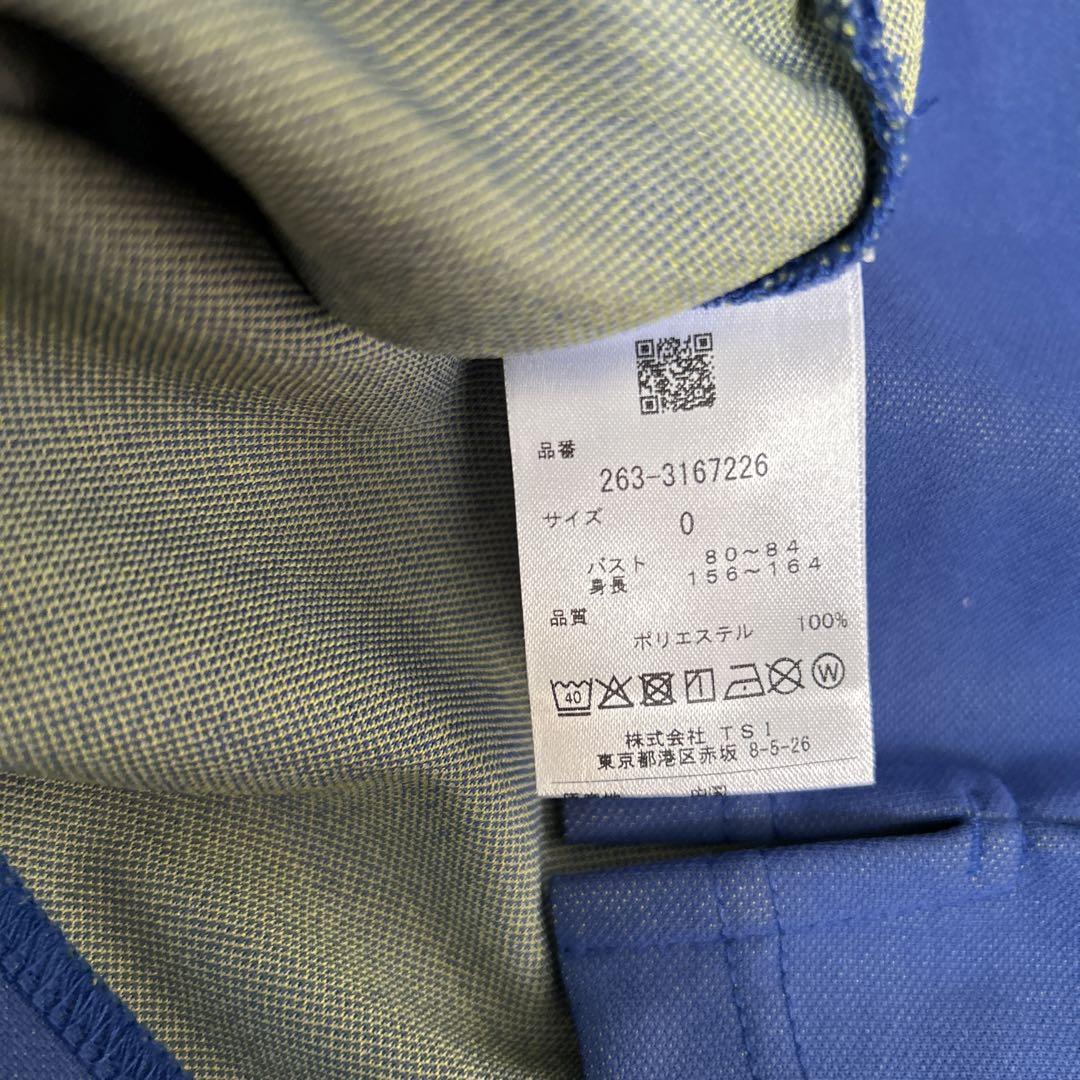 品番
263-3167226
サイズ 0
バスト 80～84
身長 156～164
品質
ポリエステル 100%
40 W
株式会社 TSI
東京都港区赤坂 8-5-26